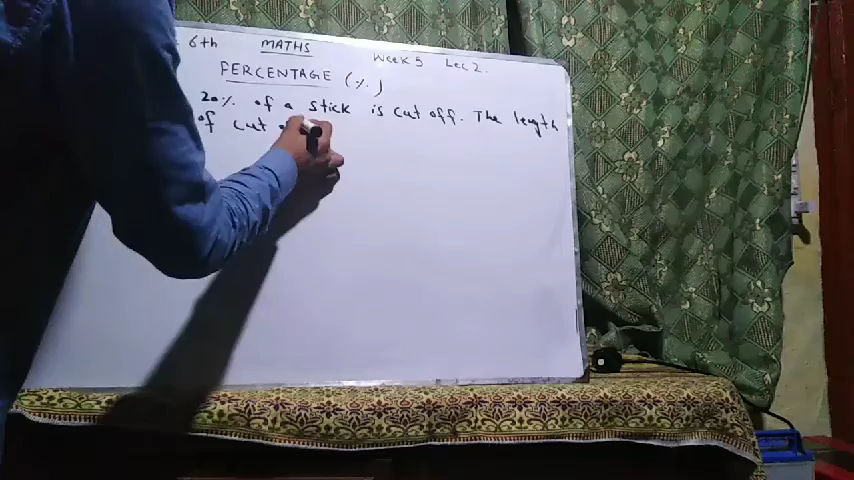 6th MATHS Week 5 Lec 2.
PERCENTAGE (%)
20% of a stick is cut off. The length
of cut